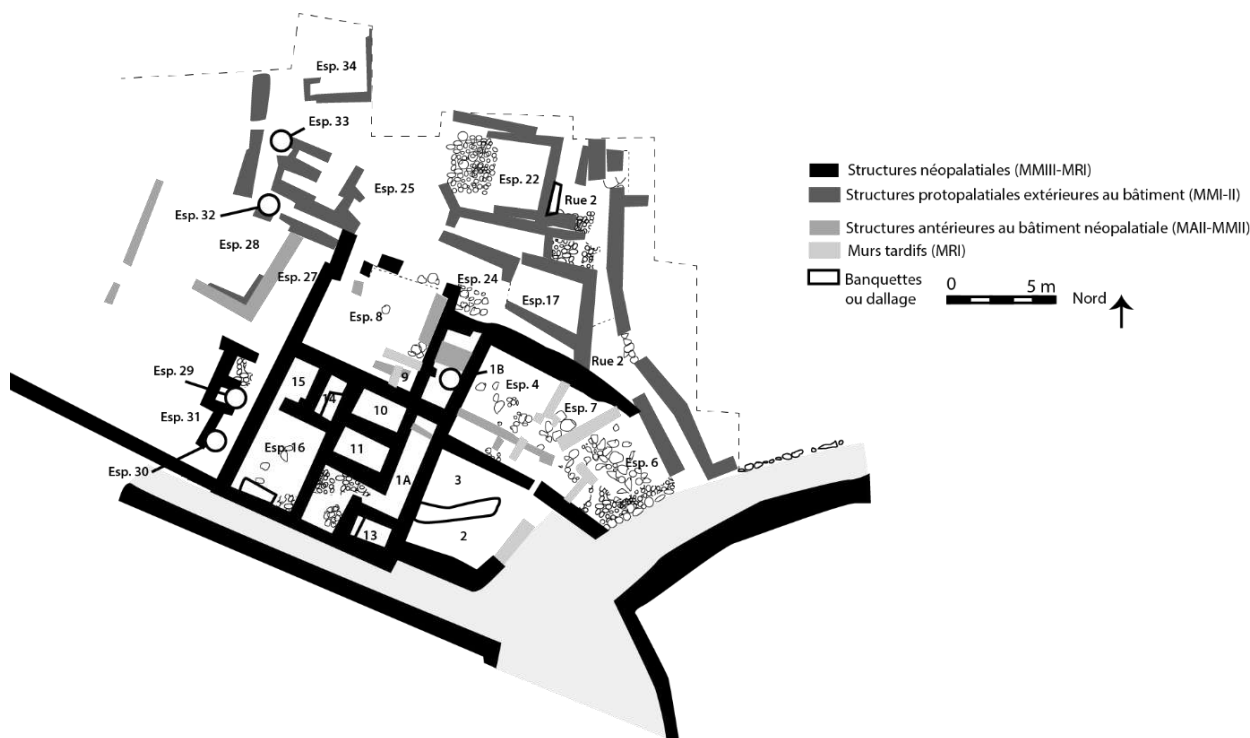 Esp. 34
Esp. 33
Esp. 25
Esp. 22
Rue 2
Esp. 32
Esp. 28
Esp. 27
Esp. 24
Esp. 17
Esp. 8
Rue 2
Esp. 29
15
14
9
1B
Esp. 4
10
Esp. 7
Esp. 31
Esp. 16
11
Esp. 6
Esp. 30
1A
3
13
2
Structures néopalatiales (MMIII-MRI)
Structures protopalatiales extérieures au bâtiment (MMI-II)
Structures antérieures au bâtiment néopalatiale (MAII-MMII)
Murs tardifs (MRI)
Banquettes
ou dallage
0 5 m
Nord